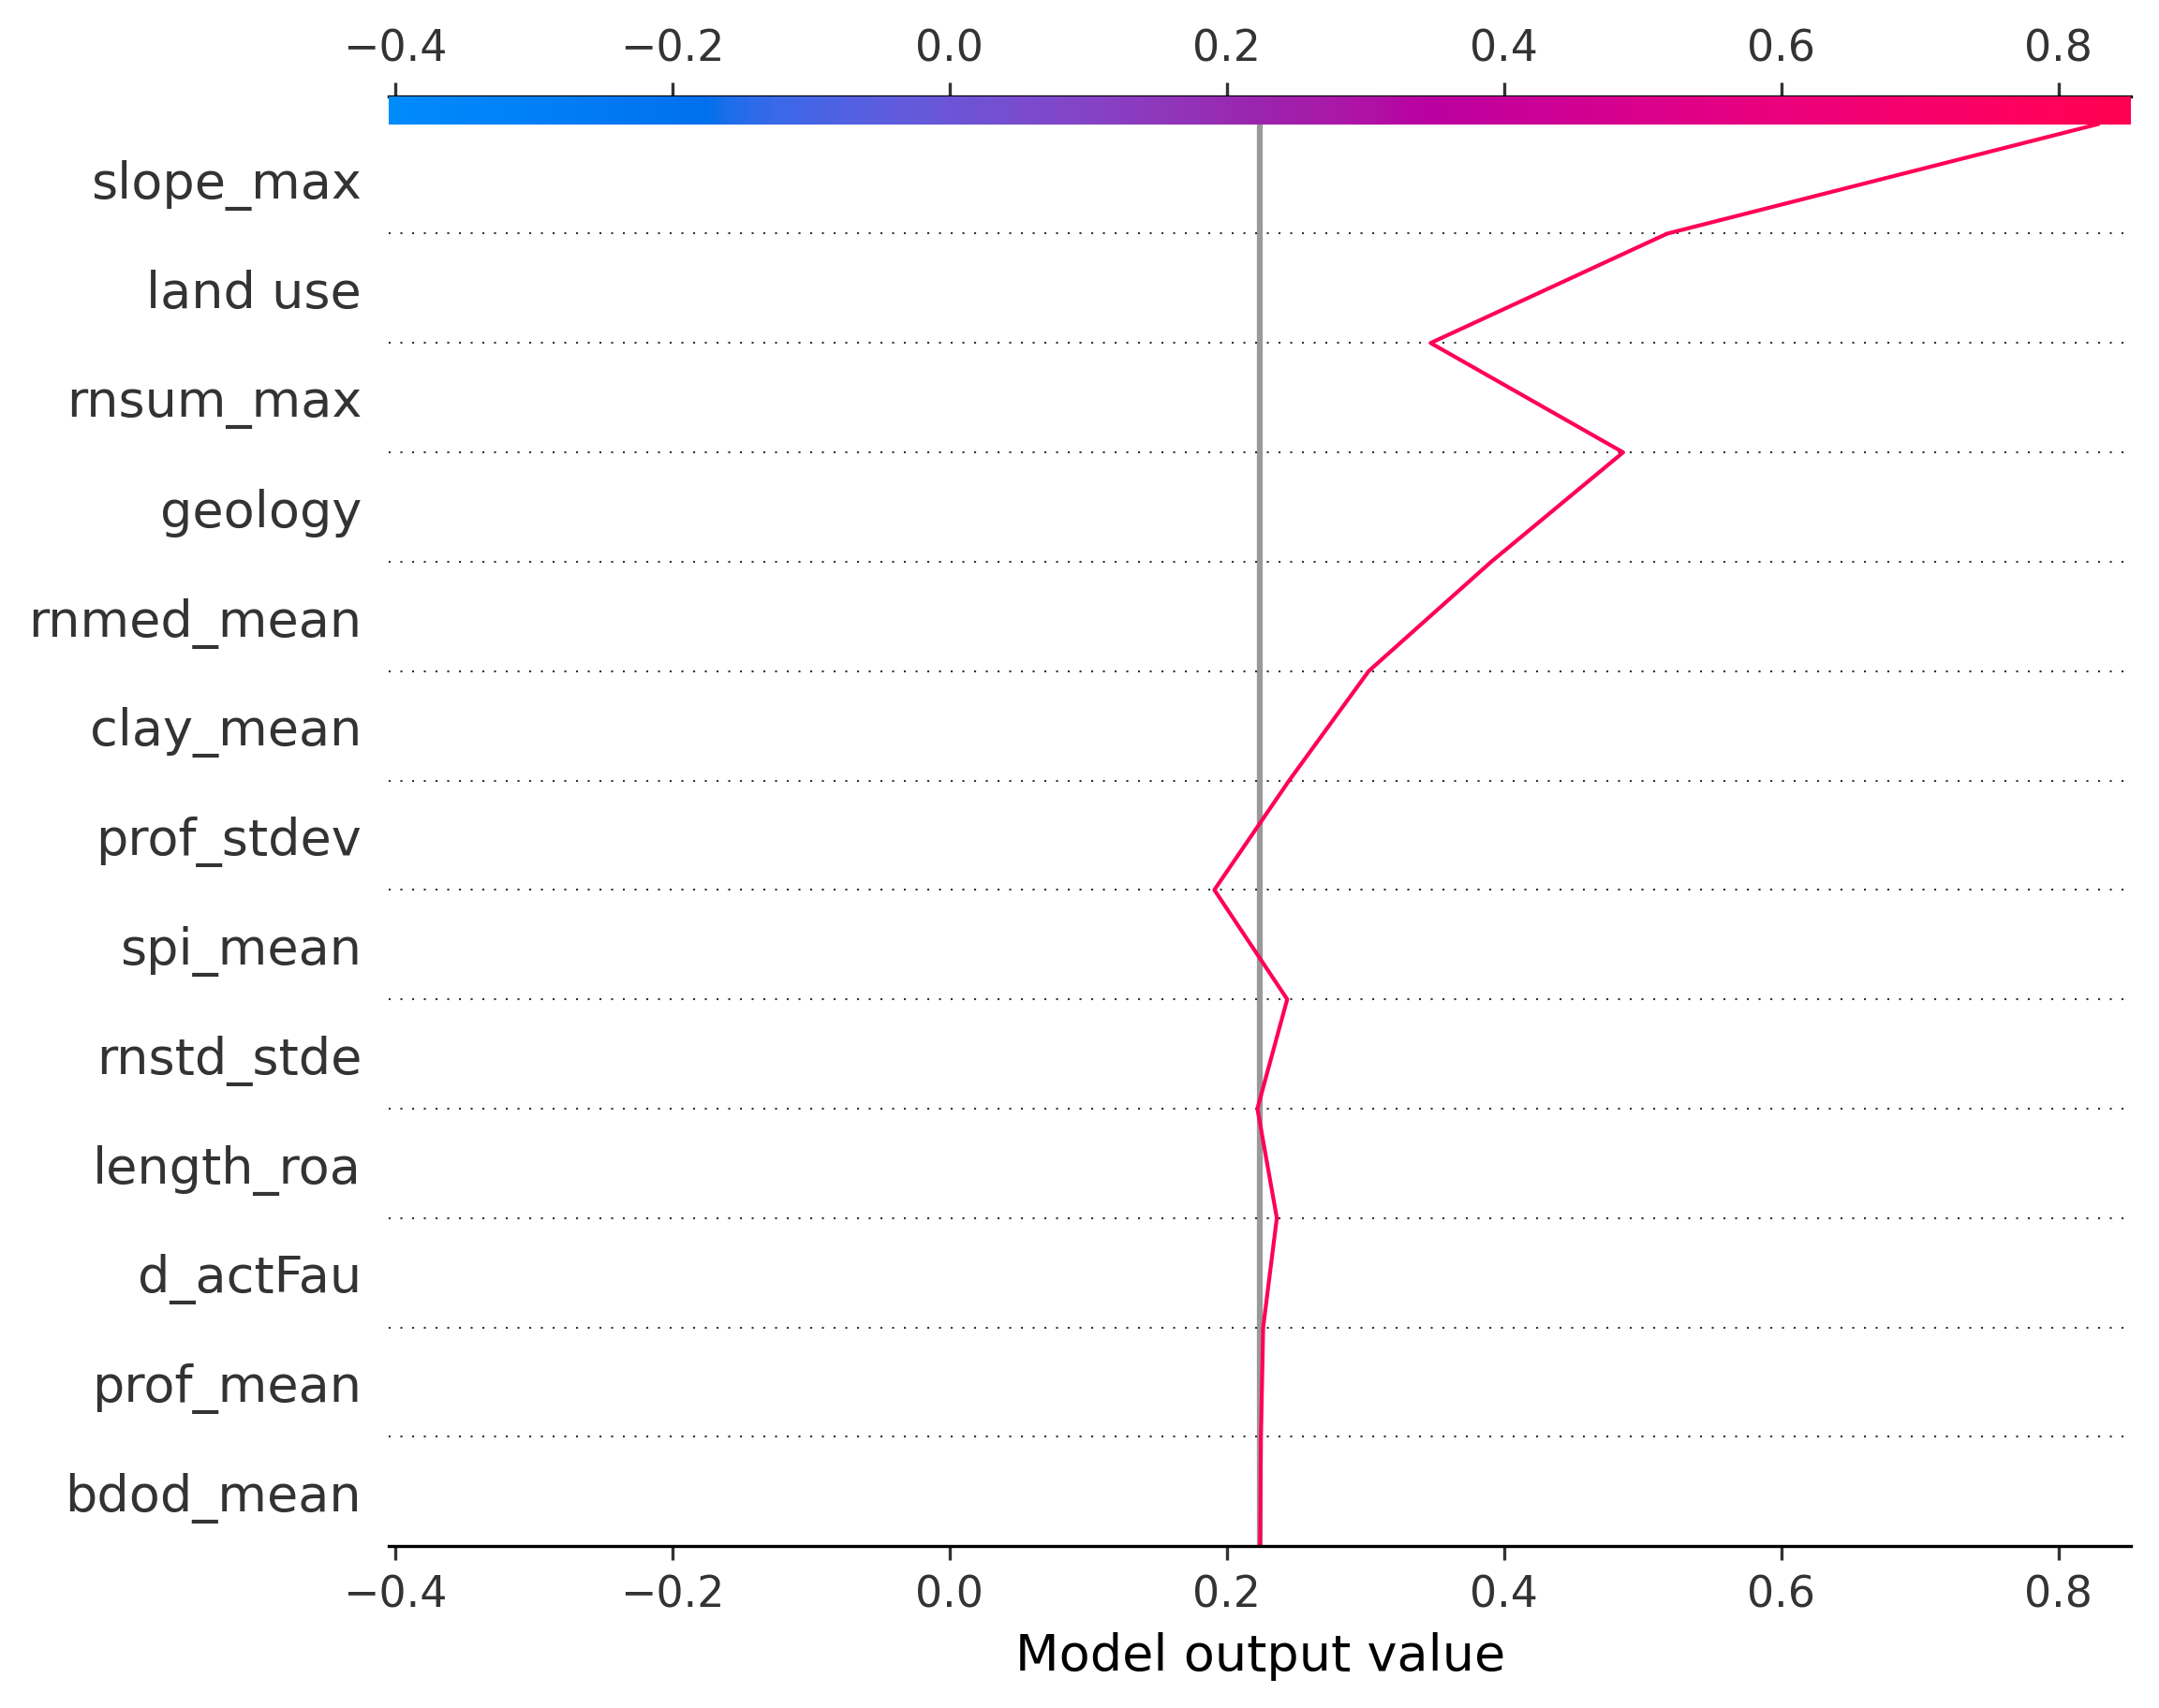 −0.4 −0.2 0.0 0.2 0.4 0.6 0.8
slope_max
land use
rnsum_max
geology
rnmed_mean
clay_mean
prof_stdev
spi_mean
rnstd_stde
length_roa
d_actFau
prof_mean
bdod_mean
−0.4 −0.2 0.0 0.2 0.4 0.6 0.8
Model output value